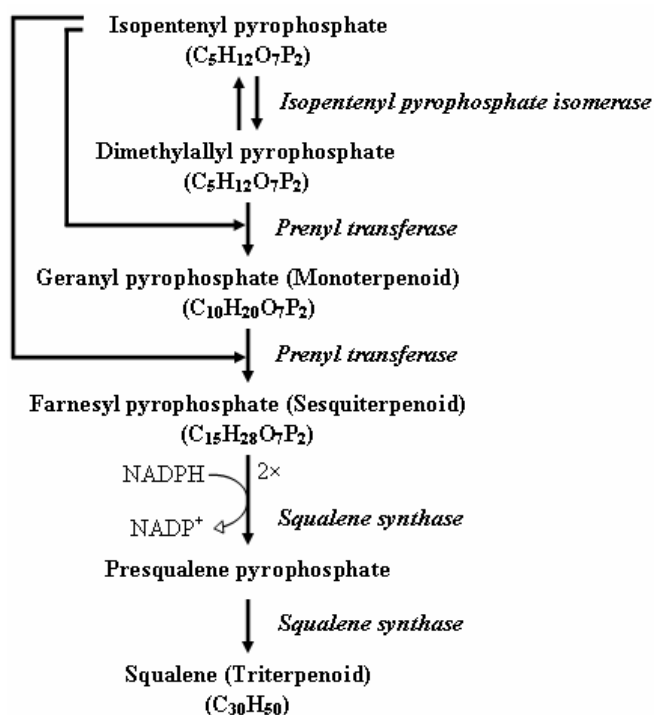 Isopentenyl pyrophosphate
(C₅H₁₂O₇P₂)
Isopentenyl pyrophosphate isomerase
Dimethylallyl pyrophosphate
(C₅H₁₂O₇P₂)
Prenyl transferase
Geranyl pyrophosphate (Monoterpenoid)
(C₁₀H₂₀O₇P₂)
Prenyl transferase
Farnesyl pyrophosphate (Sesquiterpenoid)
(C₁₅H₂₈O₇P₂)
NADPH 2×
NADP⁺ Squalene synthase
Presqualene pyrophosphate
Squalene synthase
Squalene (Triterpenoid)
(C₃₀H₅₀)